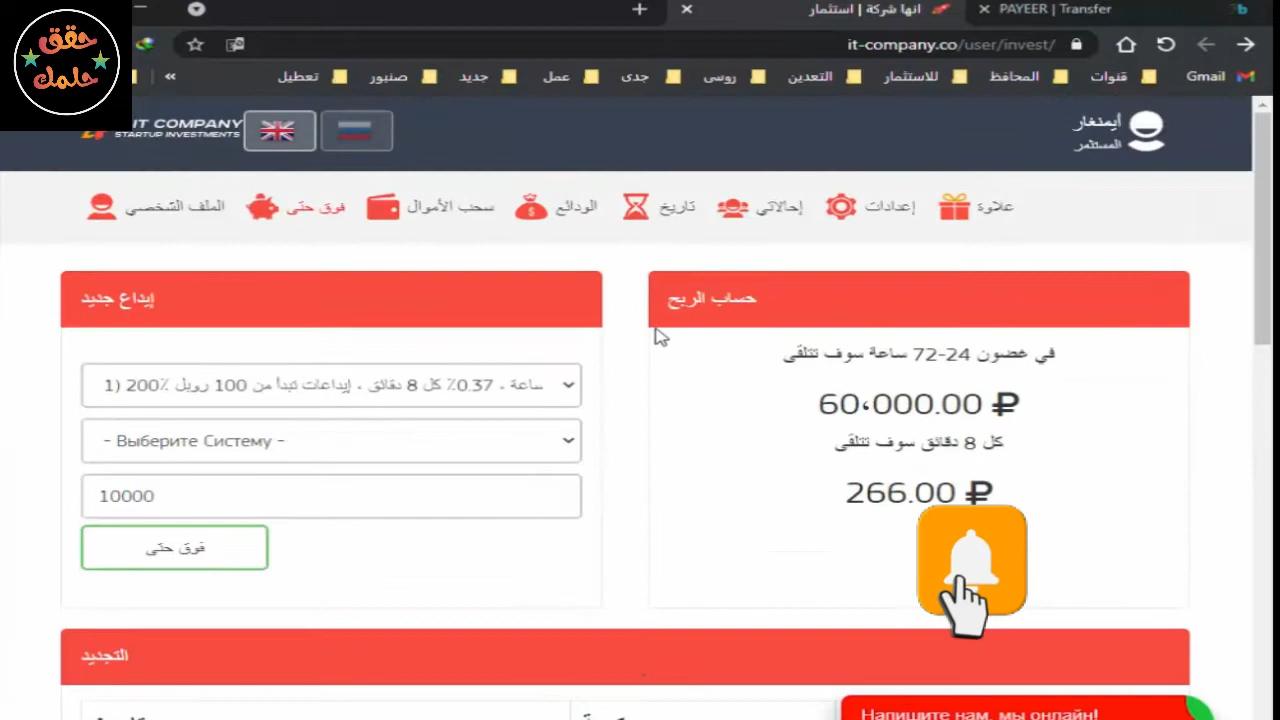 حقق
حلمك
انها شركة | استثمار
PAYEER | Transfer
it-company.co/user/invest/
Gmail
قنوات
المحافظ
للاستثمار
التعدين
روسى
جدى
عمل
جديد
صنبور
تعطيل
IT COMPANY
STARTUP INVESTMENTS
أيمنغار
المستثمر
علاوة
إعدادات
إحالاتي
تاريخ
الودائع
سحب الأموال
فوق حتى
الملف الشخصي
حساب الربح
في غضون 24-72 ساعة سوف تتلقى
60،000.00 ₽
كل 8 دقائق سوف تتلقى
266.00 ₽
إيداع جديد
1) 200٪ ساعة ، 0.37٪ كل 8 دقائق ، إيداعات تبدأ من 100 روبل
- Выберите Систему -
10000
فوق حتى
التجديد
Напишите нам, мы онлайн!